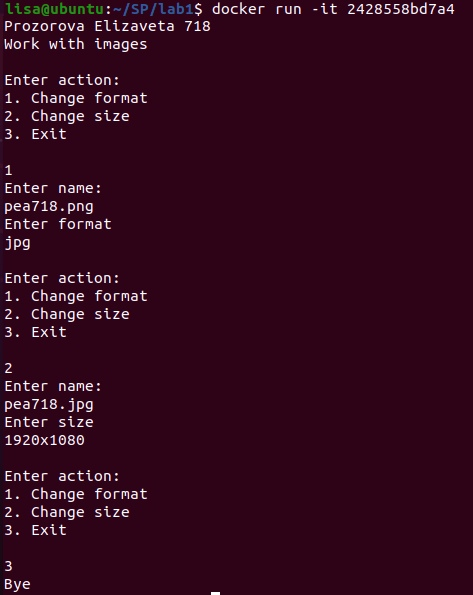 lisa@ubuntu:~/SP/lab1$ docker run -it 2428558bd7a4
Prozorova Elizaveta 718
Work with images
Enter action:
1. Change format
2. Change size
3. Exit
1
Enter name:
pea718.png
Enter format
jpg
Enter action:
1. Change format
2. Change size
3. Exit
2
Enter name:
pea718.jpg
Enter size
1920x1080
Enter action:
1. Change format
2. Change size
3. Exit
3
Bye